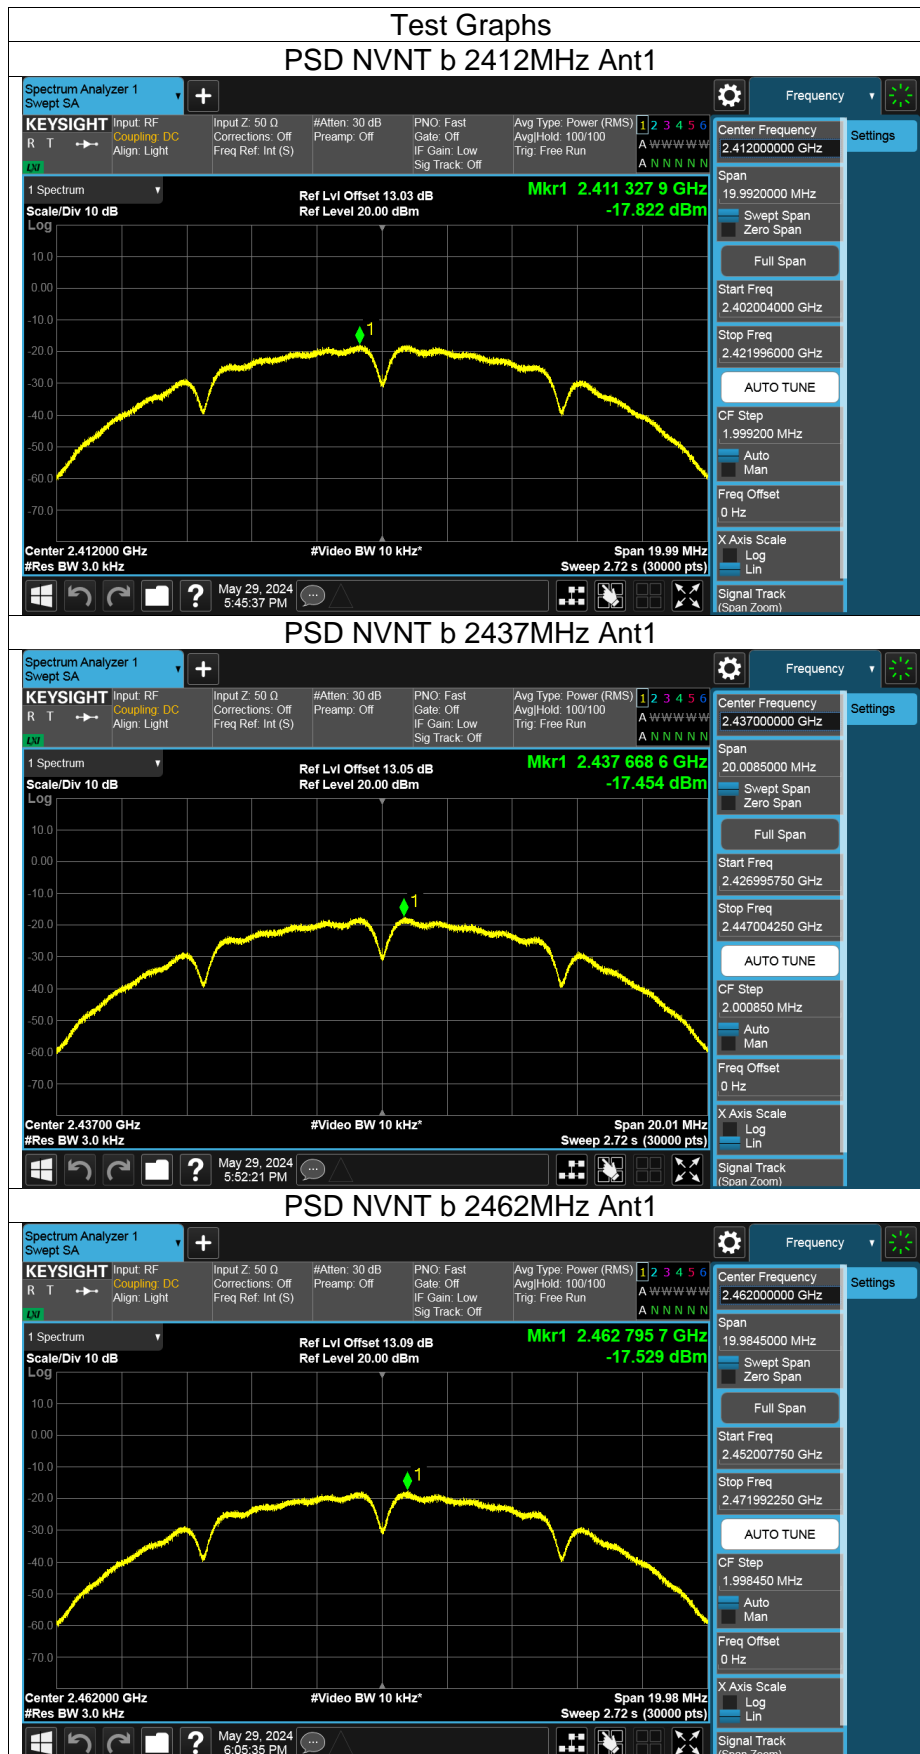 Test Graphs
PSD NVNT b 2412MHz Ant1
Spectrum Analyzer 1
Swept SA
Frequency
KEYSIGHT
R T
LXI
Input: RF
Coupling: DC
Align: Light
Input Z: 50 Ω
Corrections: Off
Freq Ref: Int (S)
#Atten: 30 dB
Preamp: Off
PNO: Fast
Gate: Off
IF Gain: Low
Sig Track: Off
Avg Type: Power (RMS)
Avg|Hold: 100/100
Trig: Free Run
1 2 3 4 5 6
A W W W W W
A N N N N N
1 Spectrum
Scale/Div 10 dB
Log
Ref Lvl Offset 13.03 dB
Ref Level 20.00 dBm
Mkr1 2.411 327 9 GHz
-17.822 dBm
10.0
0.00
-10.0
-20.0
-30.0
-40.0
-50.0
-60.0
-70.0
1
Center 2.412000 GHz
#Res BW 3.0 kHz
#Video BW 10 kHz*
Span 19.99 MHz
Sweep 2.72 s (30000 pts)
May 29, 2024
5:45:37 PM
Center Frequency
2.412000000 GHz
Settings
Span
19.9920000 MHz
Swept Span
Zero Span
Full Span
Start Freq
2.402004000 GHz
Stop Freq
2.421996000 GHz
AUTO TUNE
CF Step
1.999200 MHz
Auto
Man
Freq Offset
0 Hz
X Axis Scale
Log
Lin
Signal Track
(Span Zoom)
PSD NVNT b 2437MHz Ant1
Spectrum Analyzer 1
Swept SA
Frequency
KEYSIGHT
R T
LXI
Input: RF
Coupling: DC
Align: Light
Input Z: 50 Ω
Corrections: Off
Freq Ref: Int (S)
#Atten: 30 dB
Preamp: Off
PNO: Fast
Gate: Off
IF Gain: Low
Sig Track: Off
Avg Type: Power (RMS)
Avg|Hold: 100/100
Trig: Free Run
1 2 3 4 5 6
A W W W W W
A N N N N N
1 Spectrum
Scale/Div 10 dB
Log
Ref Lvl Offset 13.05 dB
Ref Level 20.00 dBm
Mkr1 2.437 668 6 GHz
-17.454 dBm
10.0
0.00
-10.0
-20.0
-30.0
-40.0
-50.0
-60.0
-70.0
1
Center 2.43700 GHz
#Res BW 3.0 kHz
#Video BW 10 kHz*
Span 20.01 MHz
Sweep 2.72 s (30000 pts)
May 29, 2024
5:52:21 PM
Center Frequency
2.437000000 GHz
Settings
Span
20.0085000 MHz
Swept Span
Zero Span
Full Span
Start Freq
2.426995750 GHz
Stop Freq
2.447004250 GHz
AUTO TUNE
CF Step
2.000850 MHz
Auto
Man
Freq Offset
0 Hz
X Axis Scale
Log
Lin
Signal Track
(Span Zoom)
PSD NVNT b 2462MHz Ant1
Spectrum Analyzer 1
Swept SA
Frequency
KEYSIGHT
R T
LXI
Input: RF
Coupling: DC
Align: Light
Input Z: 50 Ω
Corrections: Off
Freq Ref: Int (S)
#Atten: 30 dB
Preamp: Off
PNO: Fast
Gate: Off
IF Gain: Low
Sig Track: Off
Avg Type: Power (RMS)
Avg|Hold: 100/100
Trig: Free Run
1 2 3 4 5 6
A W W W W W
A N N N N N
1 Spectrum
Scale/Div 10 dB
Log
Ref Lvl Offset 13.09 dB
Ref Level 20.00 dBm
Mkr1 2.462 795 7 GHz
-17.529 dBm
10.0
0.00
-10.0
-20.0
-30.0
-40.0
-50.0
-60.0
-70.0
1
Center 2.462000 GHz
#Res BW 3.0 kHz
#Video BW 10 kHz*
Span 19.98 MHz
Sweep 2.72 s (30000 pts)
May 29, 2024
6:05:35 PM
Center Frequency
2.462000000 GHz
Settings
Span
19.9845000 MHz
Swept Span
Zero Span
Full Span
Start Freq
2.452007750 GHz
Stop Freq
2.471992250 GHz
AUTO TUNE
CF Step
1.998450 MHz
Auto
Man
Freq Offset
0 Hz
X Axis Scale
Log
Lin
Signal Track
(Span Zoom)